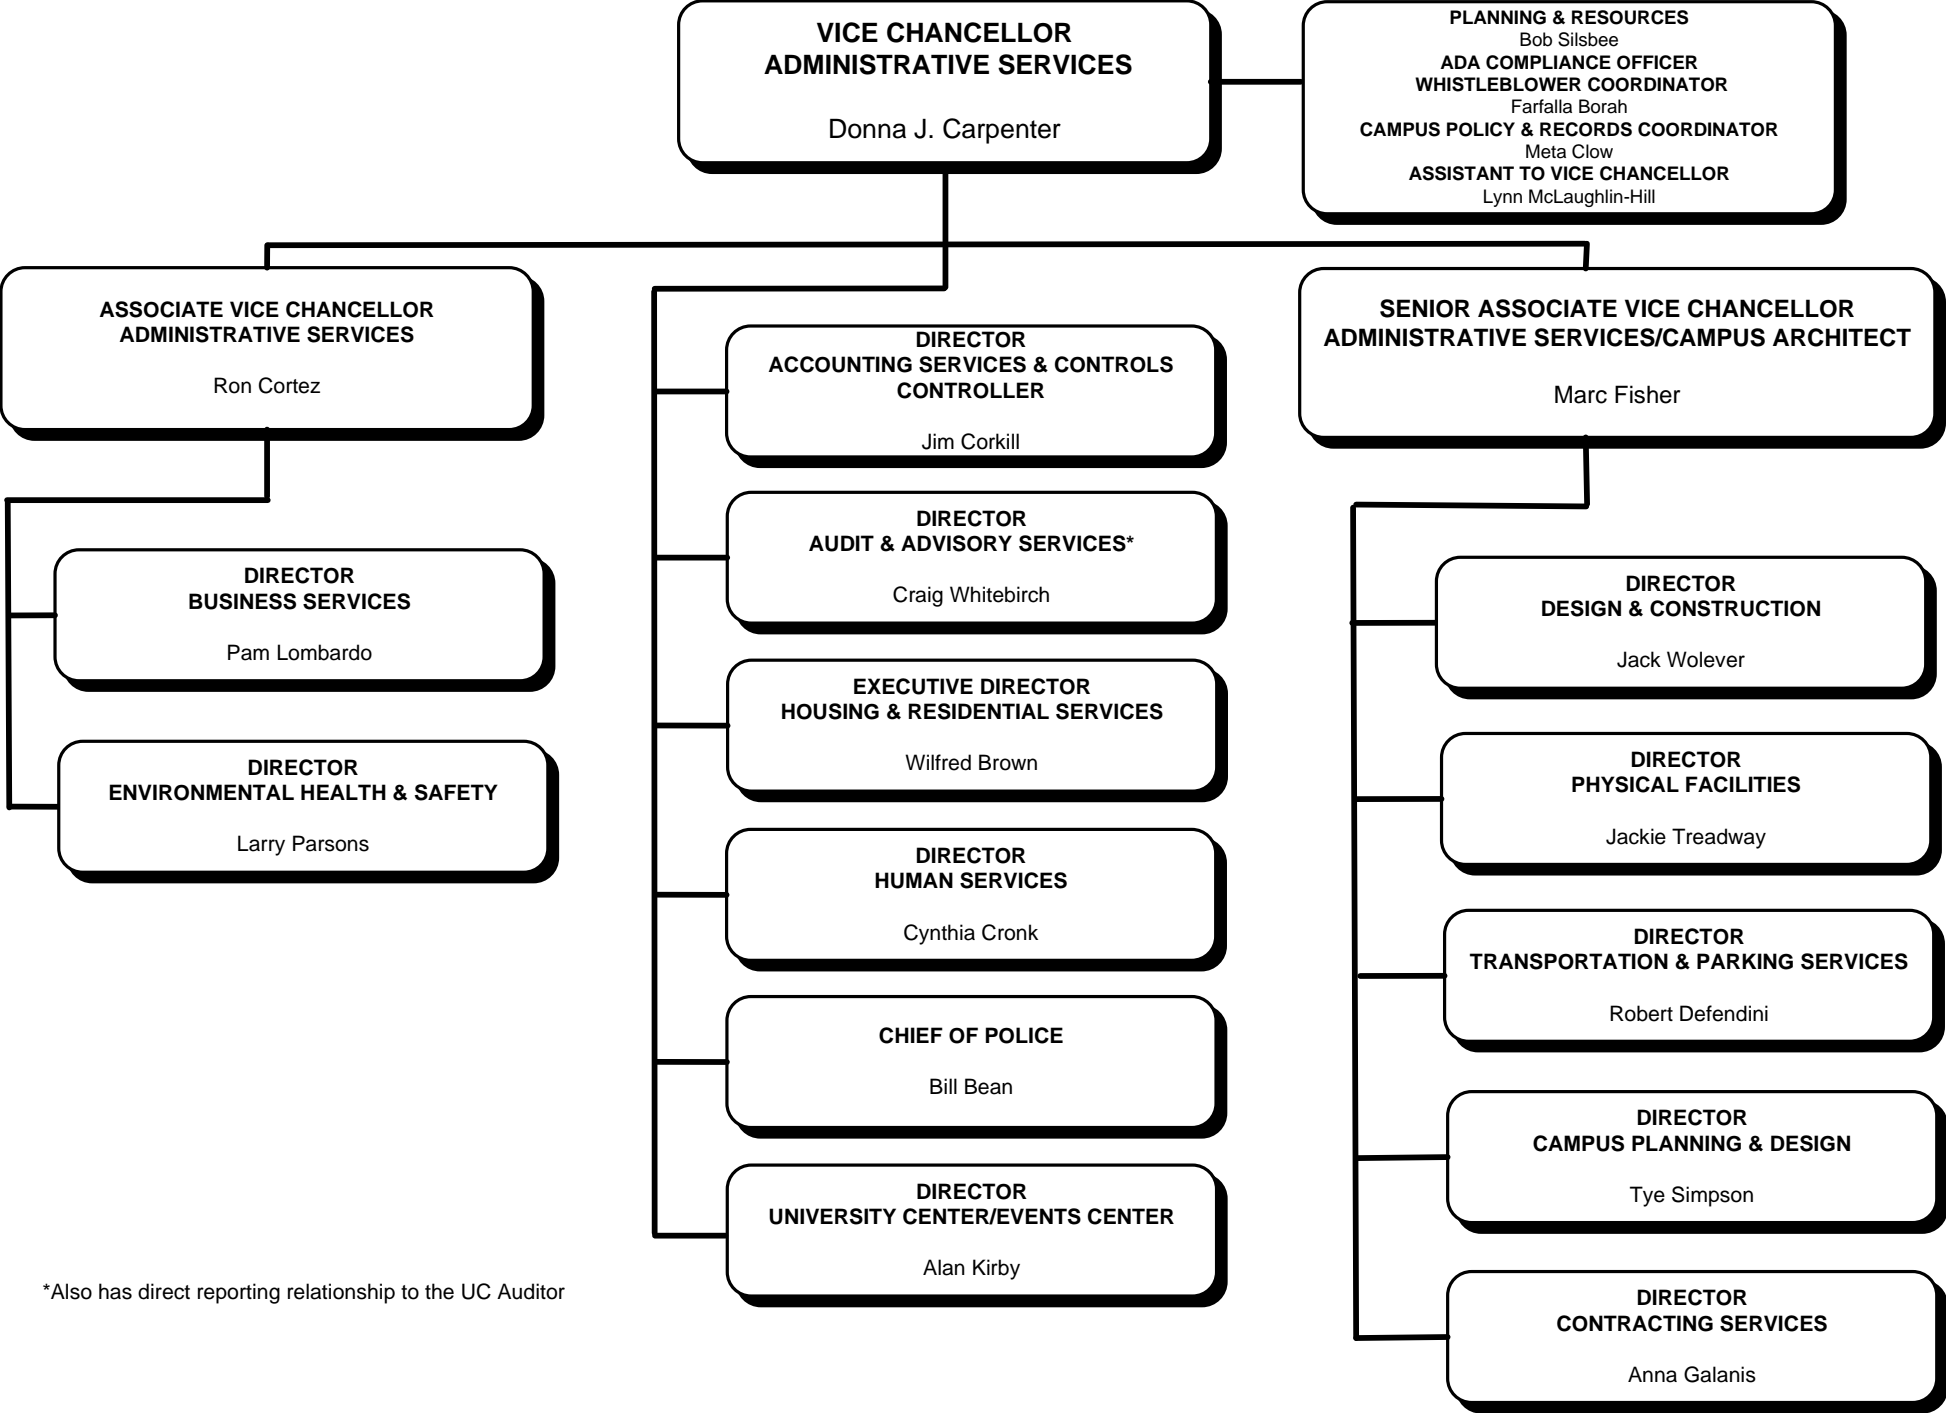 VICE CHANCELLOR
ADMINISTRATIVE SERVICES
Donna J. Carpenter
PLANNING & RESOURCES
Bob Silsbee
ADA COMPLIANCE OFFICER
WHISTLEBLOWER COORDINATOR
Farfalla Borah
CAMPUS POLICY & RECORDS COORDINATOR
Meta Clow
ASSISTANT TO VICE CHANCELLOR
Lynn McLaughlin-Hill
ASSOCIATE VICE CHANCELLOR
ADMINISTRATIVE SERVICES
Ron Cortez
DIRECTOR
BUSINESS SERVICES
Pam Lombardo
DIRECTOR
ENVIRONMENTAL HEALTH & SAFETY
Larry Parsons
DIRECTOR
ACCOUNTING SERVICES & CONTROLS
CONTROLLER
Jim Corkill
DIRECTOR
AUDIT & ADVISORY SERVICES*
Craig Whitebirch
EXECUTIVE DIRECTOR
HOUSING & RESIDENTIAL SERVICES
Wilfred Brown
DIRECTOR
HUMAN SERVICES
Cynthia Cronk
CHIEF OF POLICE
Bill Bean
DIRECTOR
UNIVERSITY CENTER/EVENTS CENTER
Alan Kirby
SENIOR ASSOCIATE VICE CHANCELLOR
ADMINISTRATIVE SERVICES/CAMPUS ARCHITECT
Marc Fisher
DIRECTOR
DESIGN & CONSTRUCTION
Jack Wolever
DIRECTOR
PHYSICAL FACILITIES
Jackie Treadway
DIRECTOR
TRANSPORTATION & PARKING SERVICES
Robert Defendini
DIRECTOR
CAMPUS PLANNING & DESIGN
Tye Simpson
DIRECTOR
CONTRACTING SERVICES
Anna Galanis
*Also has direct reporting relationship to the UC Auditor